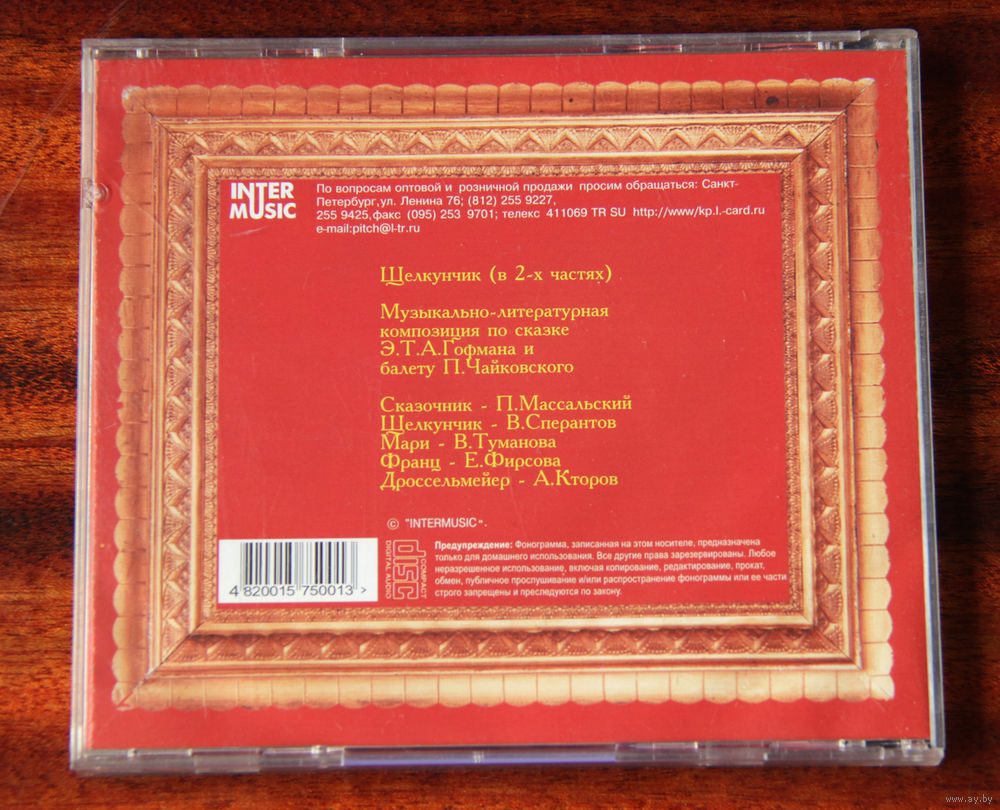 INTER
MUSIC
По вопросам оптовой и розничной продажи просим обращаться: Санкт-
Петербург,ул. Ленина 76; (812) 255 9227,
255 9425,факс (095) 253 9701; телекс 411069 TR SU http://www/kp.l.-card.ru
e-mail:pitch@l-tr.ru
Щелкунчик (в 2-х частях)
Музыкально-литературная
композиция по сказке
Э.Т.А.Гофмана и
балету П.Чайковского
Сказочник - П.Массальский
Щелкунчик - В.Сперантов
Мари - В.Туманова
Франц - Е.Фирсова
Дроссельмейер - А.Кторов
© "INTERMUSIC".
4 820015 750013 >
COMPACT
disc
DIGITAL AUDIO
Предупреждение: Фонограмма, записанная на этом носителе, предназначена
только для домашнего использования. Все другие права зарезервированы. Любое
неразрешенное использование, включая копирование, редактирование, прокат,
обмен, публичное прослушивание и/или распространение фонограммы или ее части
строго запрещены и преследуются по закону.
www.ay.by